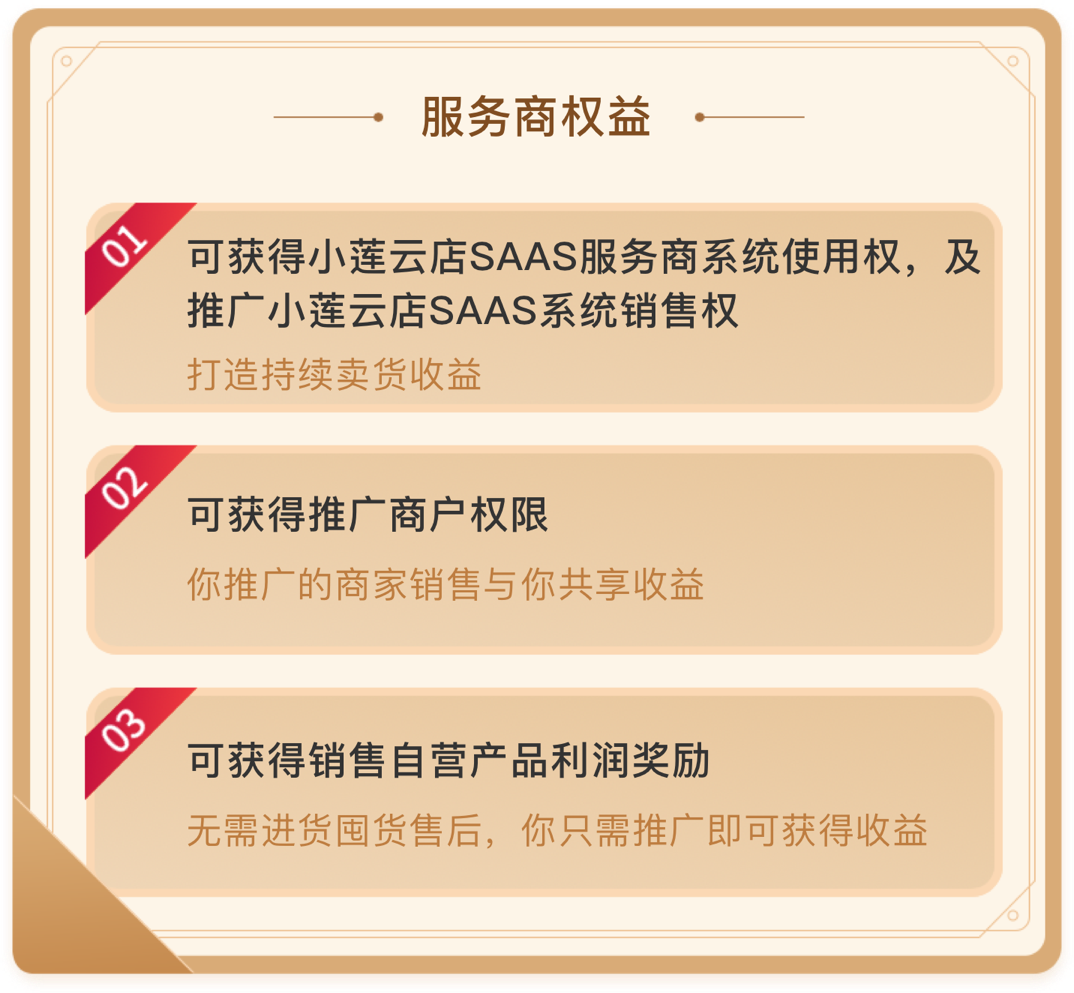 服务商权益
01
可获得小莲云店SAAS服务商系统使用权，及
推广小莲云店SAAS系统销售权
打造持续卖货收益
02
可获得推广商户权限
你推广的商家销售与你共享收益
03
可获得销售自营产品利润奖励
无需进货囤货售后，你只需推广即可获得收益